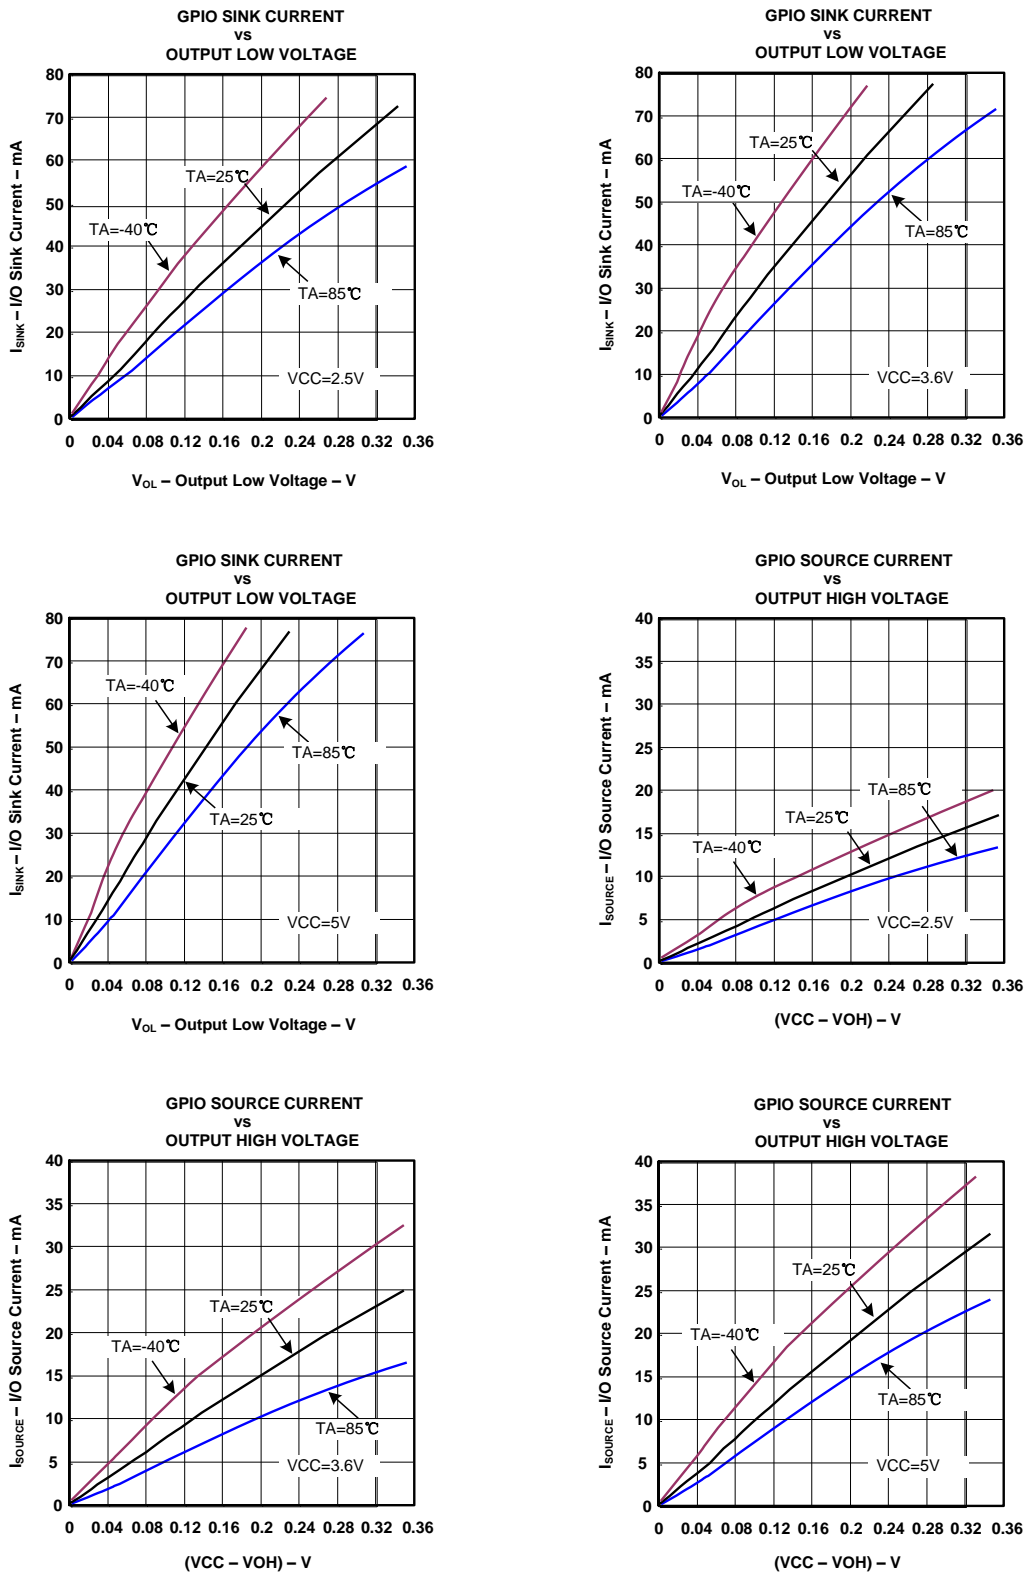 GPIO SINK CURRENT
vs
OUTPUT LOW VOLTAGE
I_SINK – I/O Sink Current – mA
80
70
60
50
40
30
20
10
0
TA=25℃
TA=-40℃
TA=85℃
VCC=2.5V
0 0.04 0.08 0.12 0.16 0.2 0.24 0.28 0.32 0.36
V_OL – Output Low Voltage – V
GPIO SINK CURRENT
vs
OUTPUT LOW VOLTAGE
I_SINK – I/O Sink Current – mA
80
70
60
50
40
30
20
10
0
TA=25℃
TA=-40℃
TA=85℃
VCC=3.6V
0 0.04 0.08 0.12 0.16 0.2 0.24 0.28 0.32 0.36
V_OL – Output Low Voltage – V
GPIO SINK CURRENT
vs
OUTPUT LOW VOLTAGE
I_SINK – I/O Sink Current – mA
80
70
60
50
40
30
20
10
0
TA=-40℃
TA=85℃
TA=25℃
VCC=5V
0 0.04 0.08 0.12 0.16 0.2 0.24 0.28 0.32 0.36
V_OL – Output Low Voltage – V
GPIO SOURCE CURRENT
vs
OUTPUT HIGH VOLTAGE
I_SOURCE – I/O Source Current – mA
40
35
30
25
20
15
10
5
0
TA=85℃
TA=25℃
TA=-40℃
VCC=2.5V
0 0.04 0.08 0.12 0.16 0.2 0.24 0.28 0.32 0.36
(VCC – VOH) – V
GPIO SOURCE CURRENT
vs
OUTPUT HIGH VOLTAGE
I_SOURCE – I/O Source Current – mA
40
35
30
25
20
15
10
5
0
TA=25℃
TA=-40℃
TA=85℃
VCC=3.6V
0 0.04 0.08 0.12 0.16 0.2 0.24 0.28 0.32 0.36
(VCC – VOH) – V
GPIO SOURCE CURRENT
vs
OUTPUT HIGH VOLTAGE
I_SOURCE – I/O Source Current – mA
40
35
30
25
20
15
10
5
0
TA=25℃
TA=-40℃
TA=85℃
VCC=5V
0 0.04 0.08 0.12 0.16 0.2 0.24 0.28 0.32 0.36
(VCC – VOH) – V